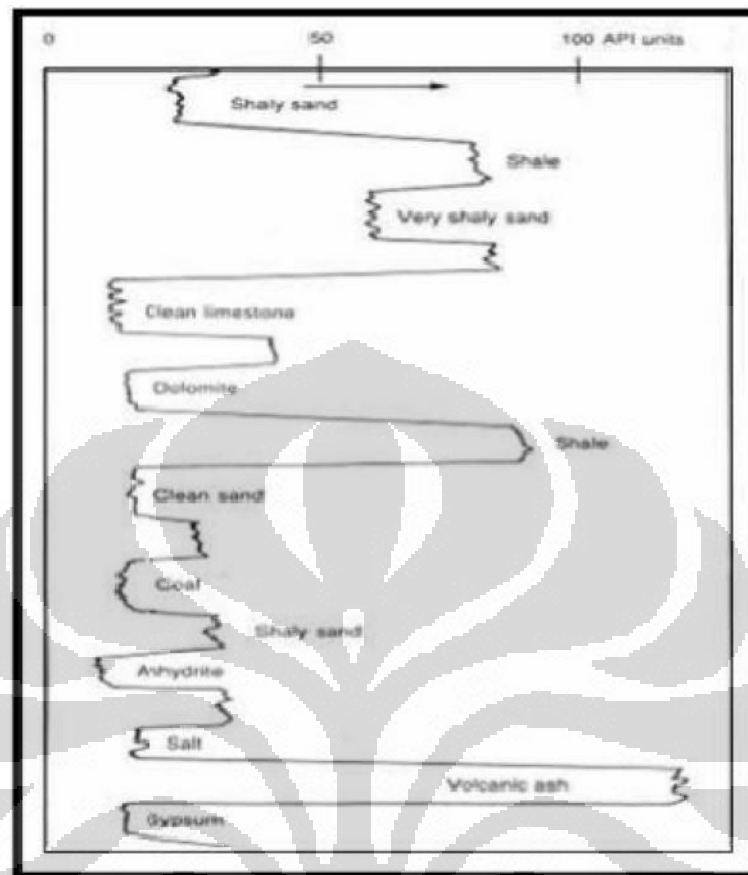 0 50 100 API units
Shaly sand
Shale
Very shaly sand
Clean limestona
Dolomite
Shale
Clean sand
Coal
Shaly sand
Anhydrite
Salt
Volcanic ash
Gypsum